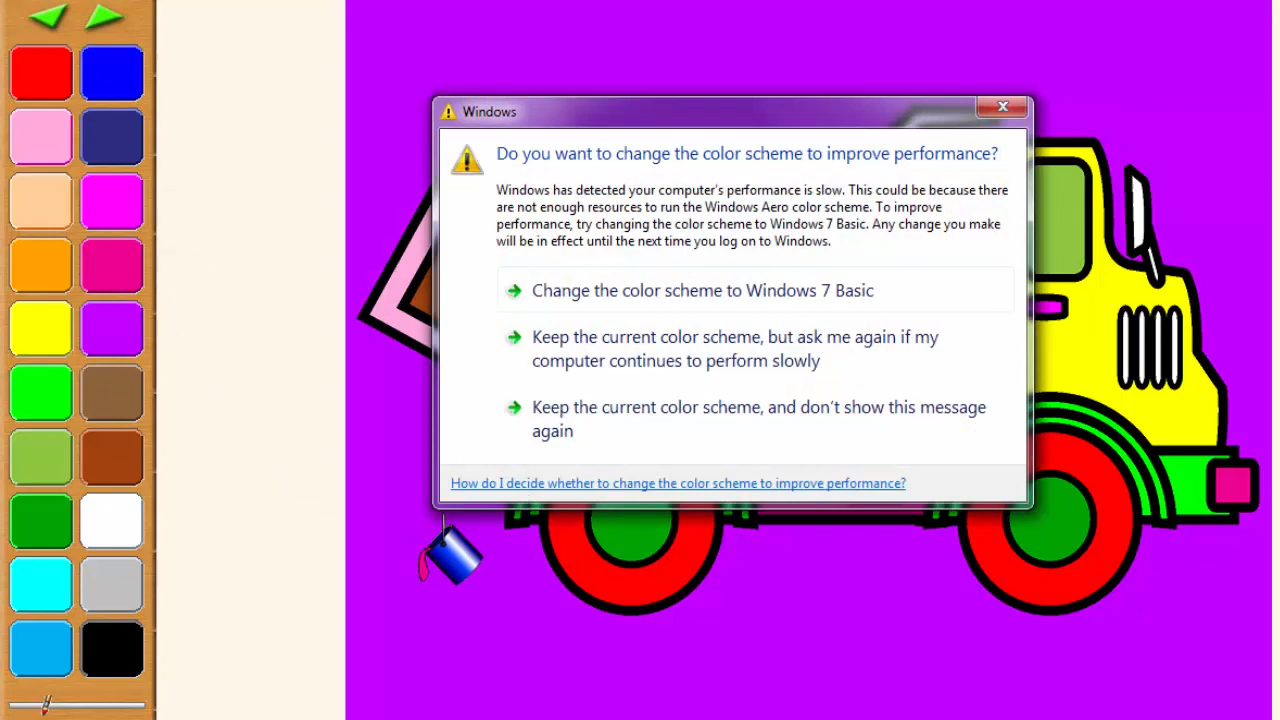 Windows
Do you want to change the color scheme to improve performance?
Windows has detected your computer's performance is slow. This could be because there
are not enough resources to run the Windows Aero color scheme. To improve
performance, try changing the color scheme to Windows 7 Basic. Any change you make
will be in effect until the next time you log on to Windows.
Change the color scheme to Windows 7 Basic
Keep the current color scheme, but ask me again if my
computer continues to perform slowly
Keep the current color scheme, and don't show this message
again
How do I decide whether to change the color scheme to improve performance?